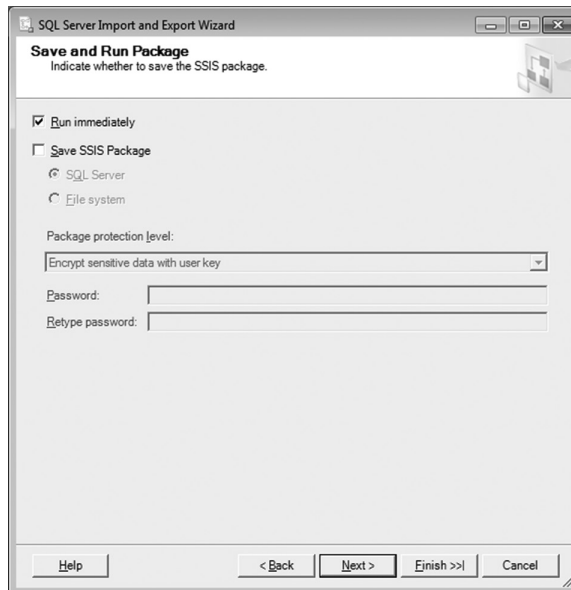 SQL Server Import and Export Wizard
Save and Run Package
Indicate whether to save the SSIS package.
Run immediately
Save SSIS Package
SQL Server
File system
Package protection level:
Encrypt sensitive data with user key
Password:
Retype password:
Help
< Back
Next >
Finish >>|
Cancel